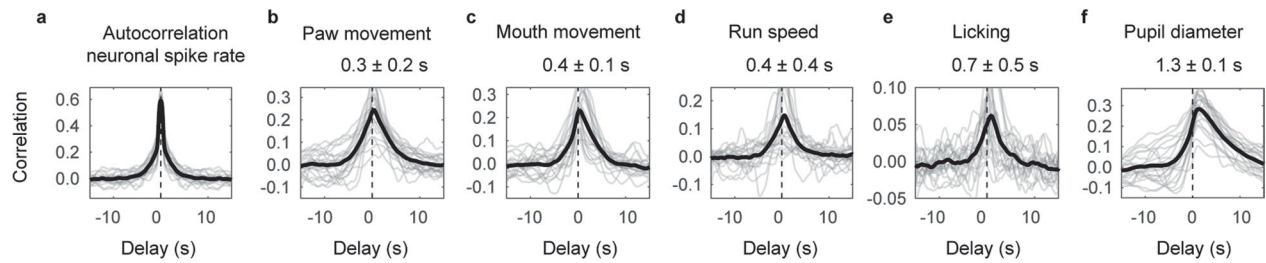 a
Autocorrelation
neuronal spike rate
b
Paw movement
0.3 ± 0.2 s
c
Mouth movement
0.4 ± 0.1 s
d
Run speed
0.4 ± 0.4 s
e
Licking
0.7 ± 0.5 s
f
Pupil diameter
1.3 ± 0.1 s
Correlation
0.6
0.4
0.2
0.0
-10 0 10
Delay (s)
0.3
0.2
0.1
0.0
-0.1
-10 0 10
Delay (s)
0.3
0.2
0.1
0.0
-0.1
-10 0 10
Delay (s)
0.2
0.1
0.0
-0.1
-10 0 10
Delay (s)
0.10
0.05
0.00
-0.05
-10 0 10
Delay (s)
0.3
0.2
0.1
0.0
-0.1
-10 0 10
Delay (s)